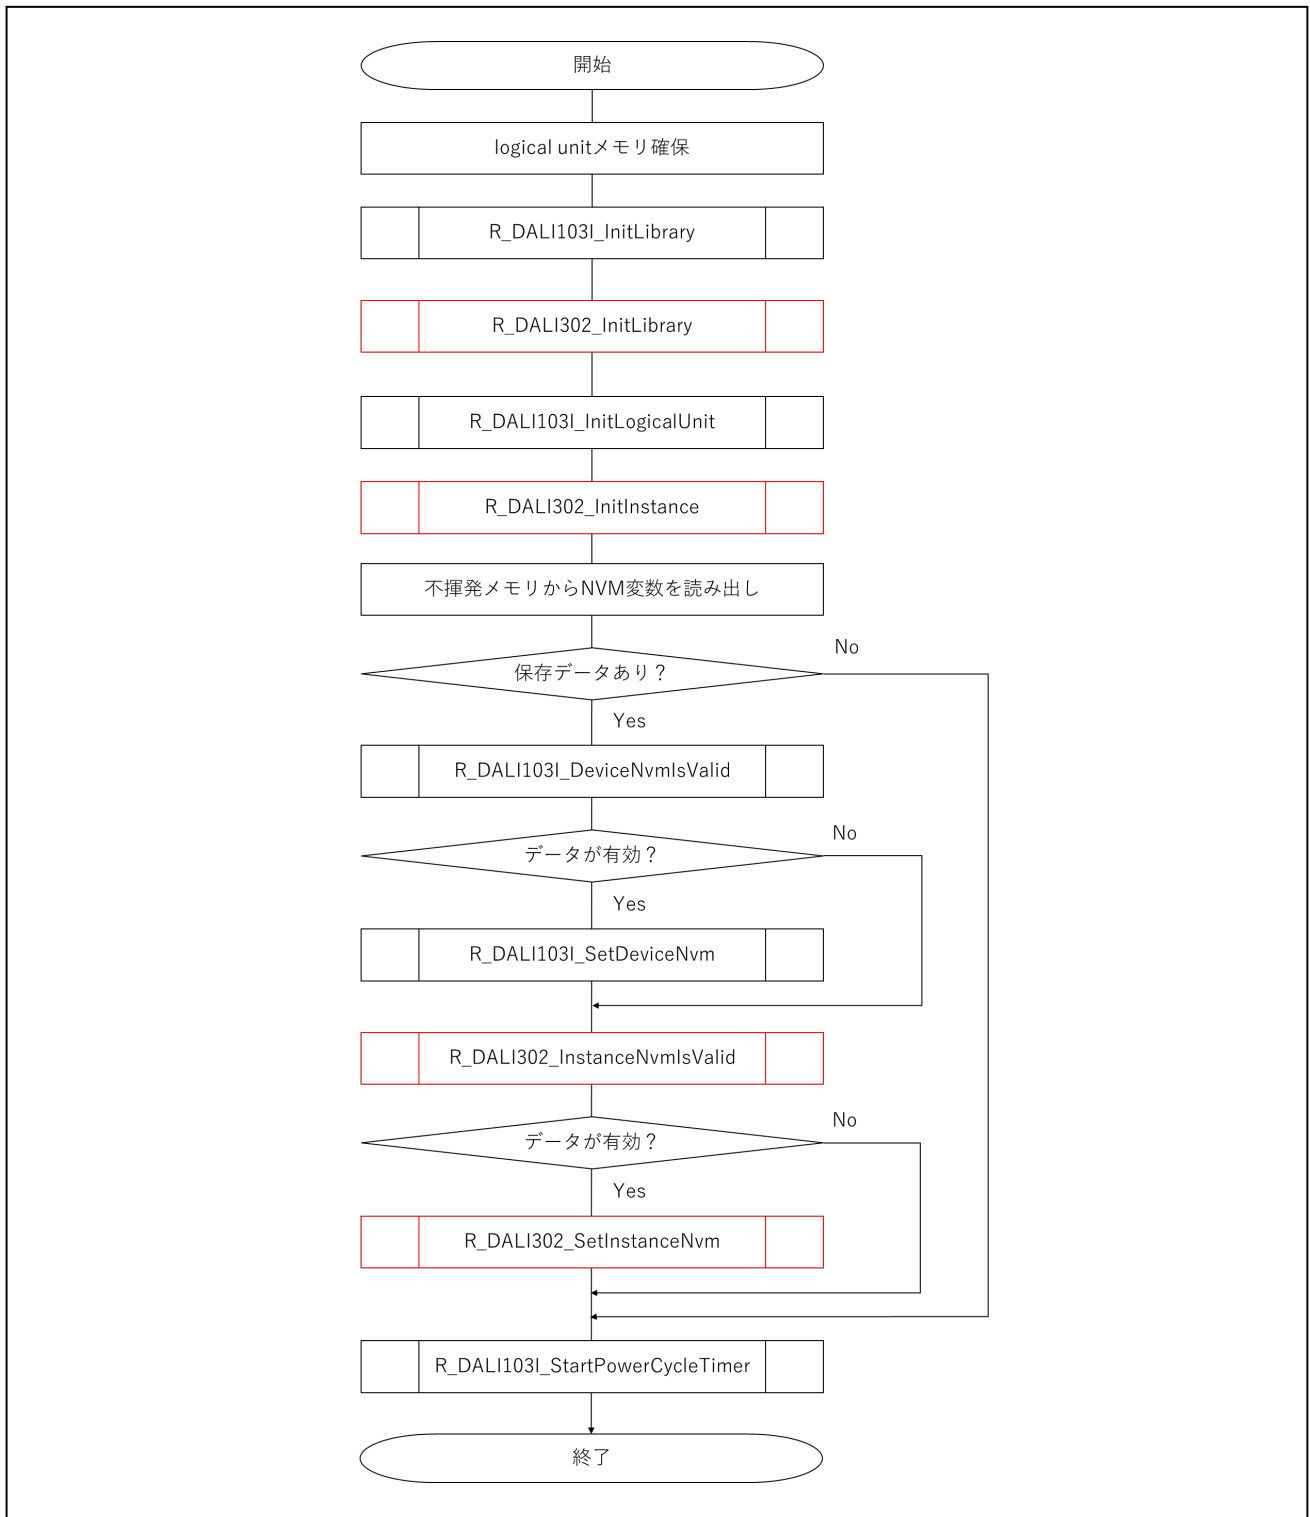 開始
logical unitメモリ確保
R_DALI103I_InitLibrary
R_DALI302_InitLibrary
R_DALI103I_InitLogicalUnit
R_DALI302_InitInstance
不揮発メモリからNVM変数を読み出し
No
保存データあり？
Yes
R_DALI103I_DeviceNvmIsValid
No
データが有効？
Yes
R_DALI103I_SetDeviceNvm
R_DALI302_InstanceNvmIsValid
No
データが有効？
Yes
R_DALI302_SetInstanceNvm
R_DALI103I_StartPowerCycleTimer
終了